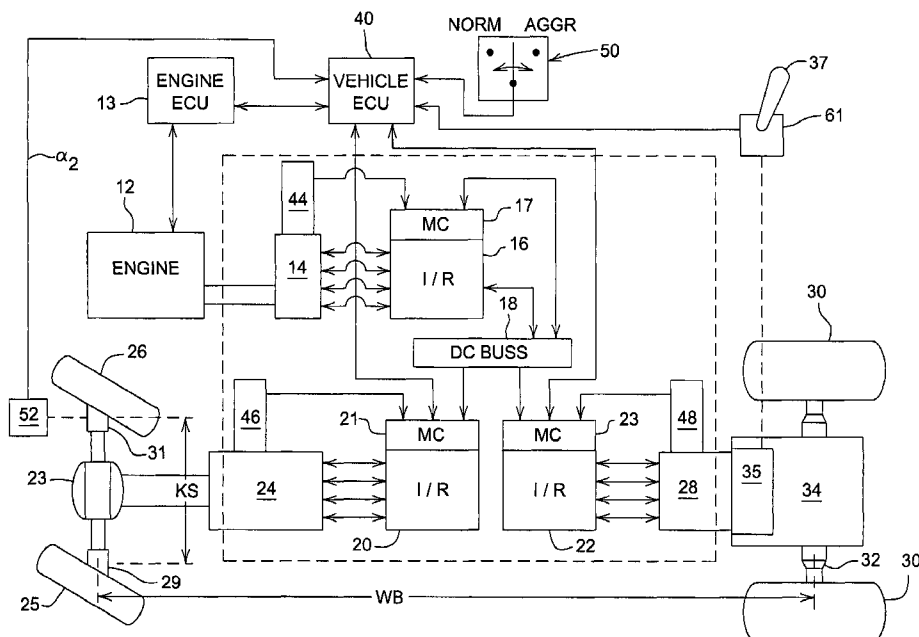 NORM AGGR
40
50
37
ENGINE
ECU
13
VEHICLE
ECU
61
α2
12
44
17
MC
16
ENGINE
14
I / R
18
30
26
DC BUSS
52
46
21
MC
MC
23
48
31
23
KS
24
I / R
I / R
28
35
34
20
22
32
29
25
WB
30